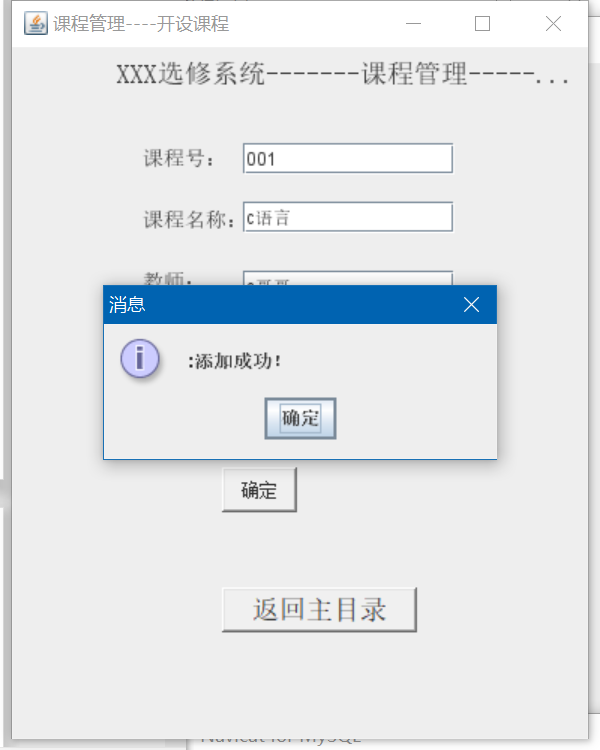 课程管理----开设课程
XXX选修系统-------课程管理-----...
课程号: 001
课程名称: c语言
教师:
消息
:添加成功!
确定
确定
返回主目录
Navicat for MySQL